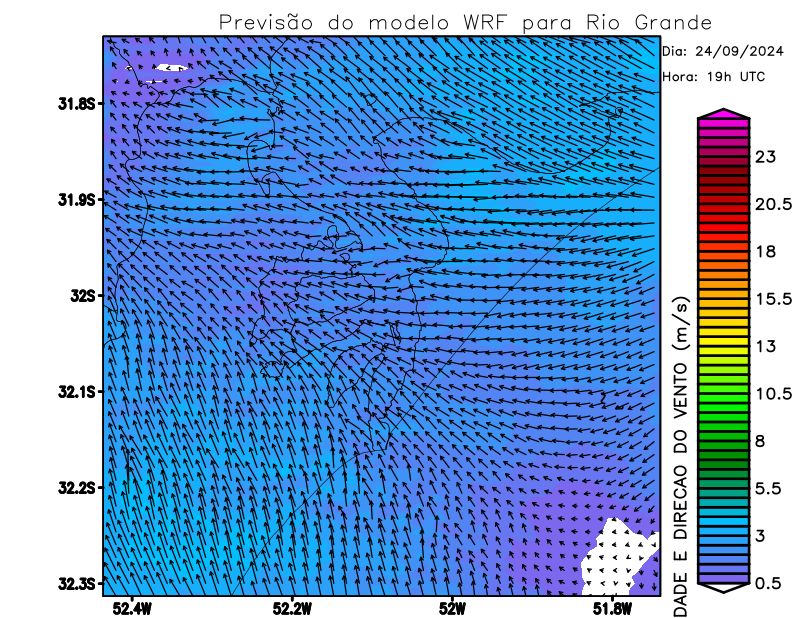 Previsão do modelo WRF para Rio Grande
Dia: 24/09/2024
Hora: 19h UTC
31.8S
31.9S
32S
32.1S
32.2S
32.3S
52.4W
52.2W
52W
51.8W
23
20.5
18
15.5
13
10.5
8
5.5
3
0.5
DADE E DIRECAO DO VENTO (m/s)